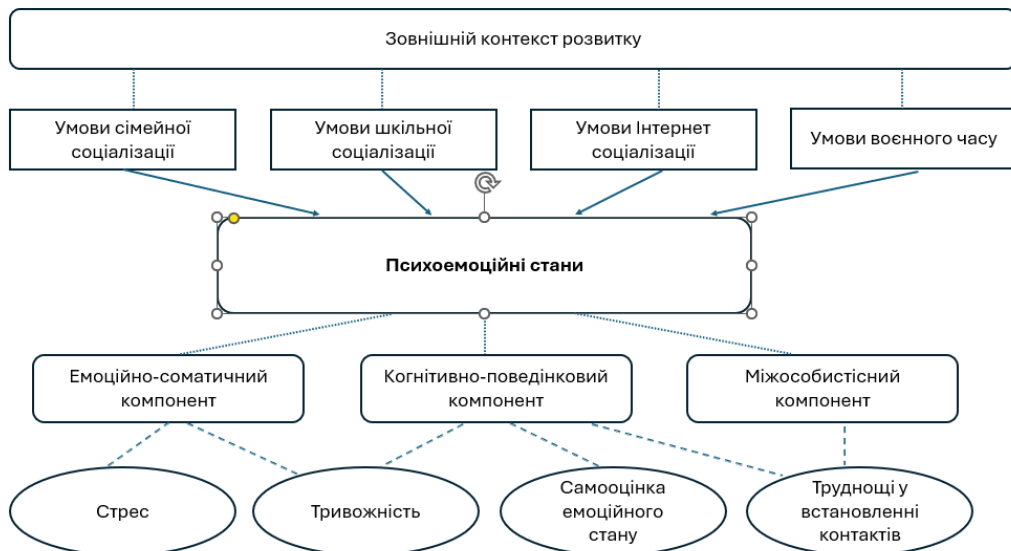 Зовнішній контекст розвитку
Умови сімейної
соціалізації
Умови шкільної
соціалізації
Умови Інтернет
соціалізації
Умови воєнного часу
Психоемоційні стани
Емоційно-соматичний
компонент
Когнітивно-поведінковий
компонент
Міжособистісний
компонент
Стрес
Тривожність
Самооцінка
емоційного
стану
Труднощі у
встановленні
контактів